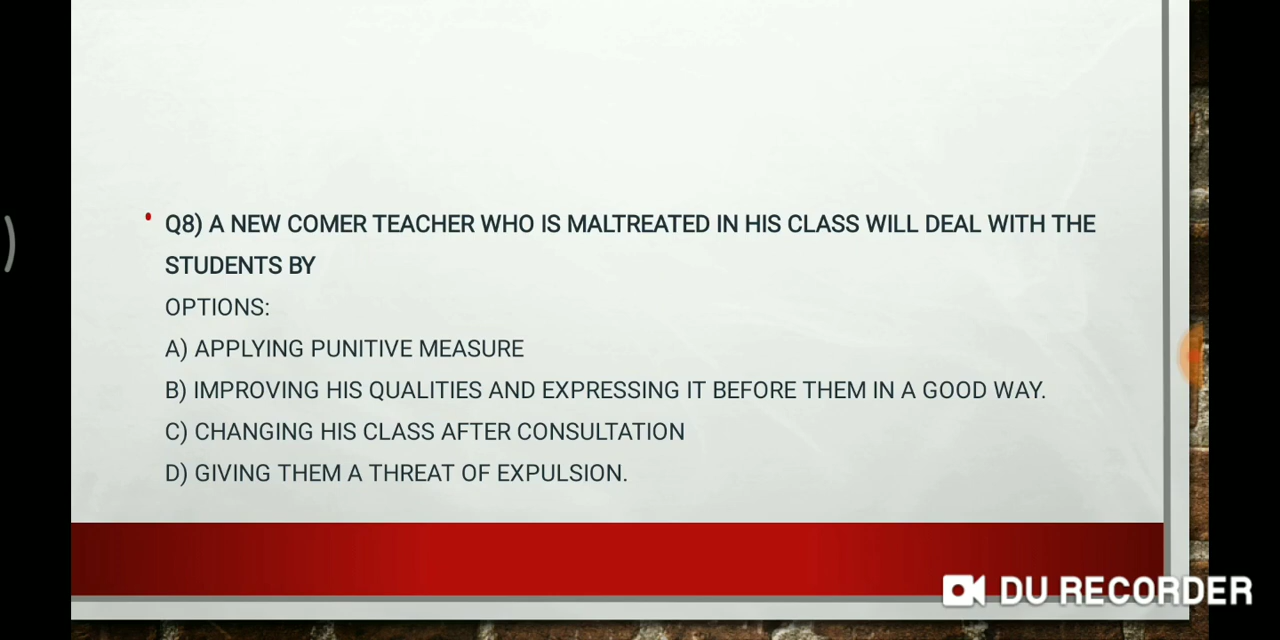 Q8) A NEW COMER TEACHER WHO IS MALTREATED IN HIS CLASS WILL DEAL WITH THE
STUDENTS BY
OPTIONS:
A) APPLYING PUNITIVE MEASURE
B) IMPROVING HIS QUALITIES AND EXPRESSING IT BEFORE THEM IN A GOOD WAY.
C) CHANGING HIS CLASS AFTER CONSULTATION
D) GIVING THEM A THREAT OF EXPULSION.
DU RECORDER